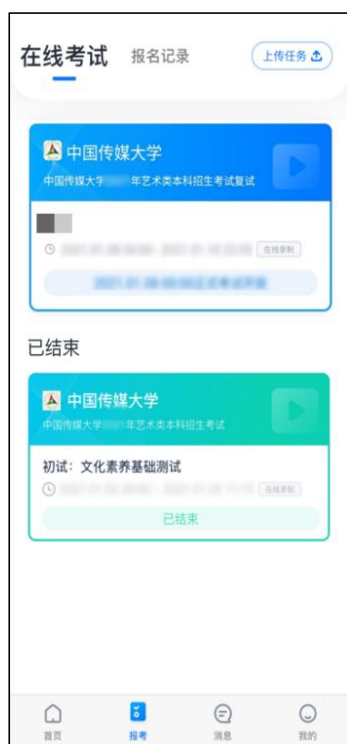 在线考试 报名记录 上传任务
中国传媒大学
中国传媒大学 年艺术类本科招生考试复试
在线录制
已结束
中国传媒大学
中国传媒大学 年艺术类本科招生考试
初试：文化素养基础测试
在线录制
已结束
首页 报考 消息 我的